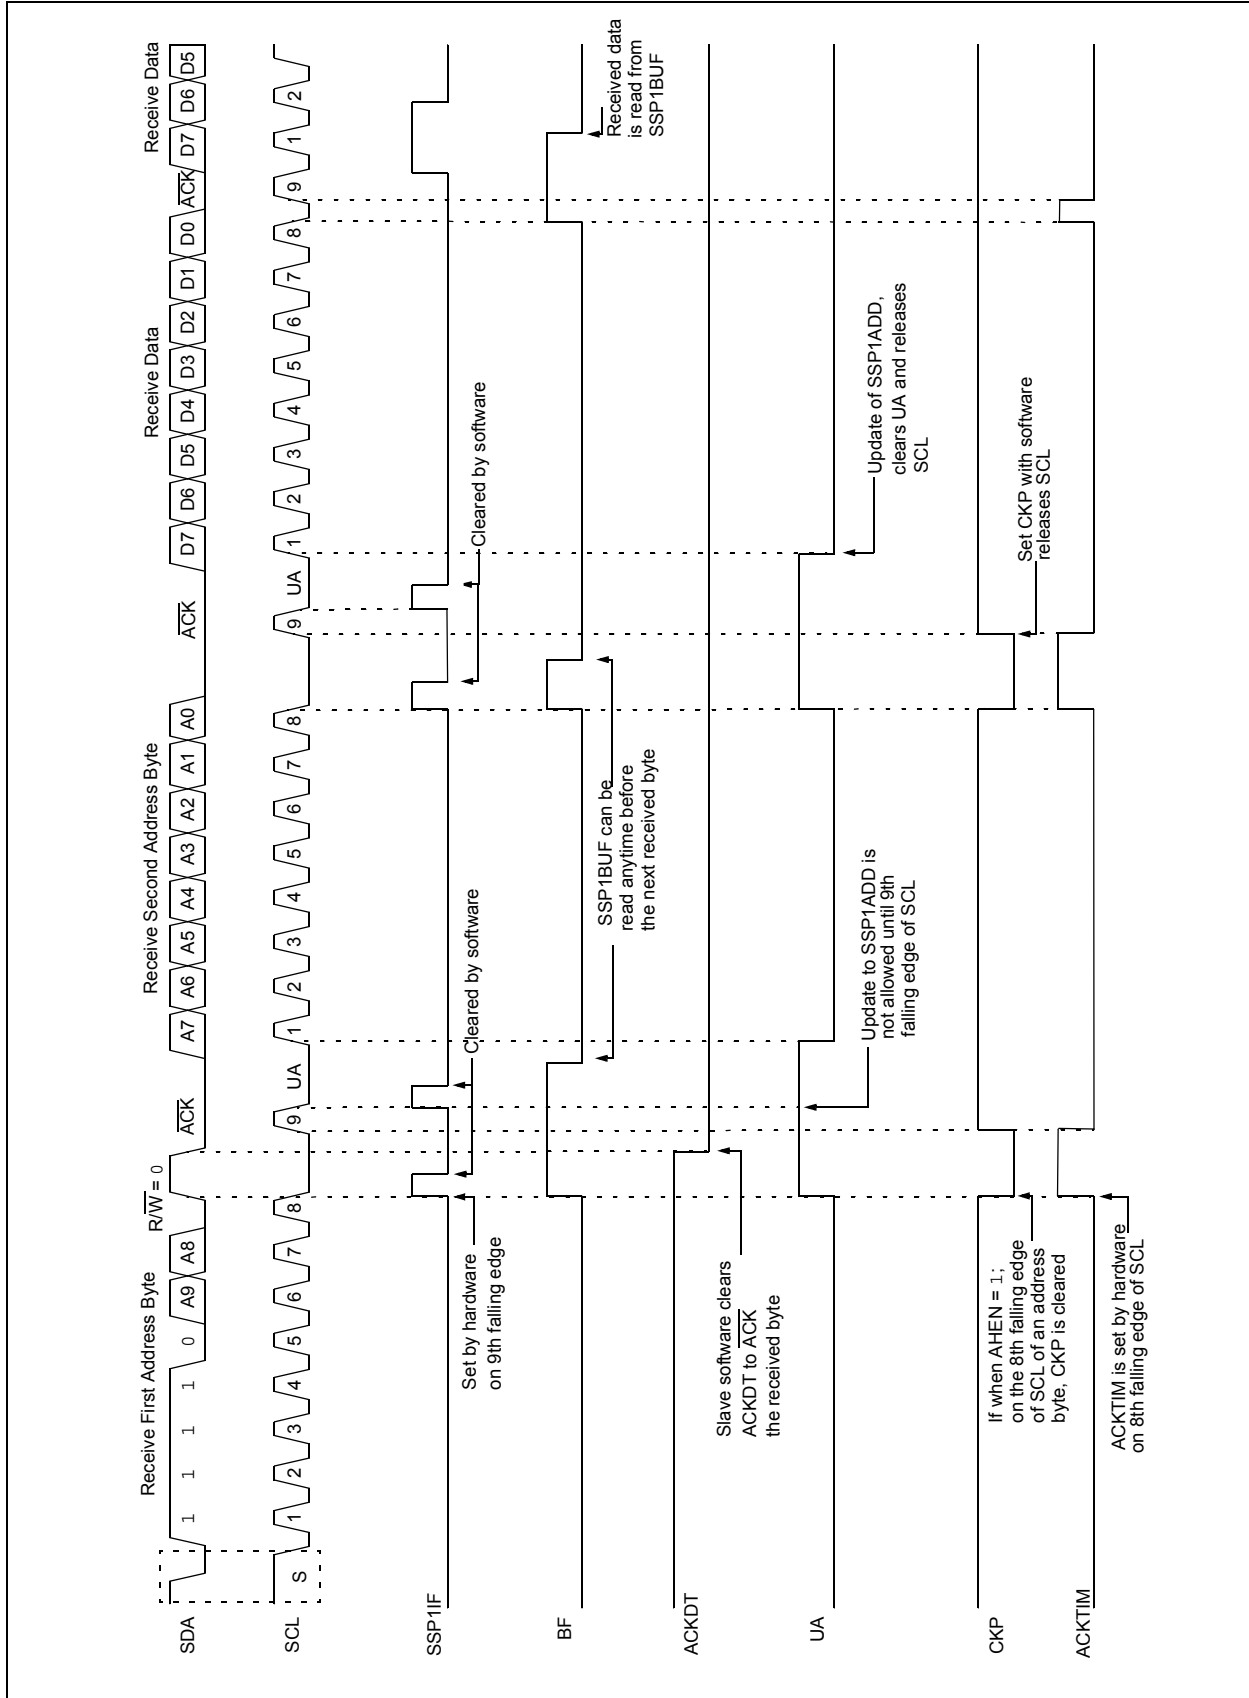 Receive First Address Byte
R/W = 0
Receive Second Address Byte
Receive Data
Receive Data
SDA
1 1 1 1 0 A9 A8 ACK A7 A6 A5 A4 A3 A2 A1 A0 ACK D7 D6 D5 D4 D3 D2 D1 D0 ACK D7 D6 D5
SCL
S 1 2 3 4 5 6 7 8 9 UA 1 2 3 4 5 6 7 8 9 UA 1 2 3 4 5 6 7 8 9 1 2
SSP1IF
Set by hardware
on 9th falling edge
Cleared by software
Cleared by software
BF
SSP1BUF can be
read anytime before
the next received byte
Received data
is read from
SSP1BUF
ACKDT
Slave software clears
ACKDT to ACK
the received byte
UA
Update to SSP1ADD is
not allowed until 9th
falling edge of SCL
Update of SSP1ADD,
clears UA and releases
SCL
CKP
If when AHEN = 1;
on the 8th falling edge
of SCL of an address
byte, CKP is cleared
Set CKP with software
releases SCL
ACKTIM
ACKTIM is set by hardware
on 8th falling edge of SCL